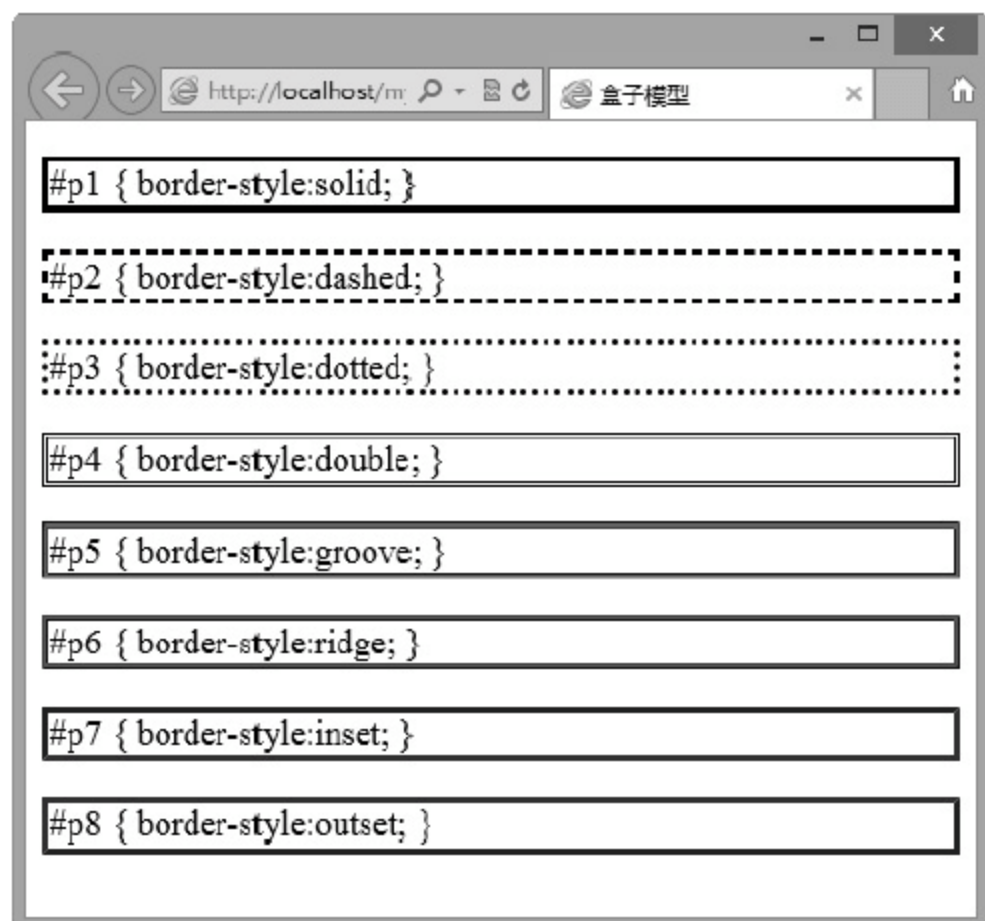 http://localhost/m
盒子模型
#p1 { border-style:solid; }
#p2 { border-style:dashed; }
#p3 { border-style:dotted; }
#p4 { border-style:double; }
#p5 { border-style:groove; }
#p6 { border-style:ridge; }
#p7 { border-style:inset; }
#p8 { border-style:outset; }